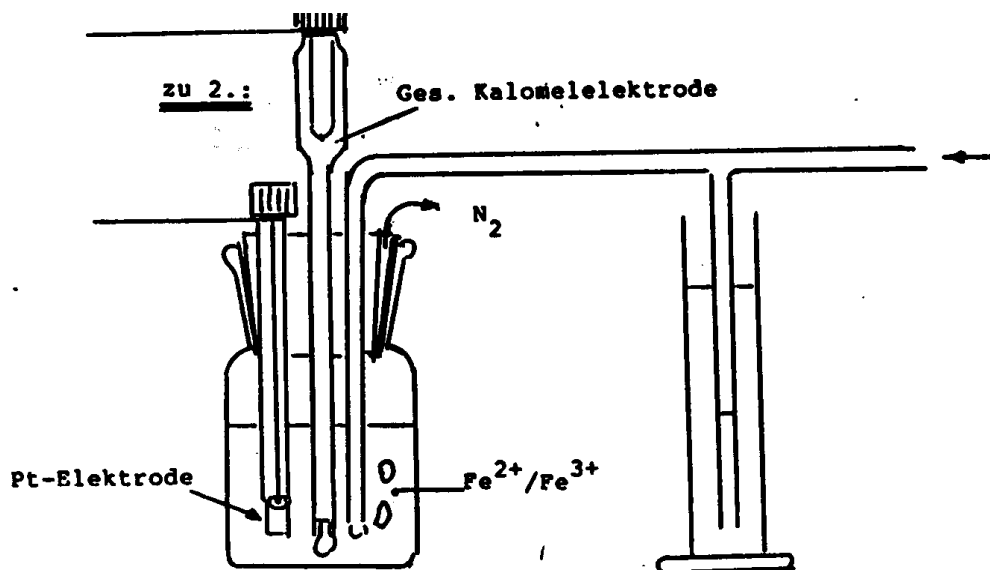 zu 2.:
Ges. Kalomelelektrode
N2
Pt-Elektrode
Fe2+/Fe3+